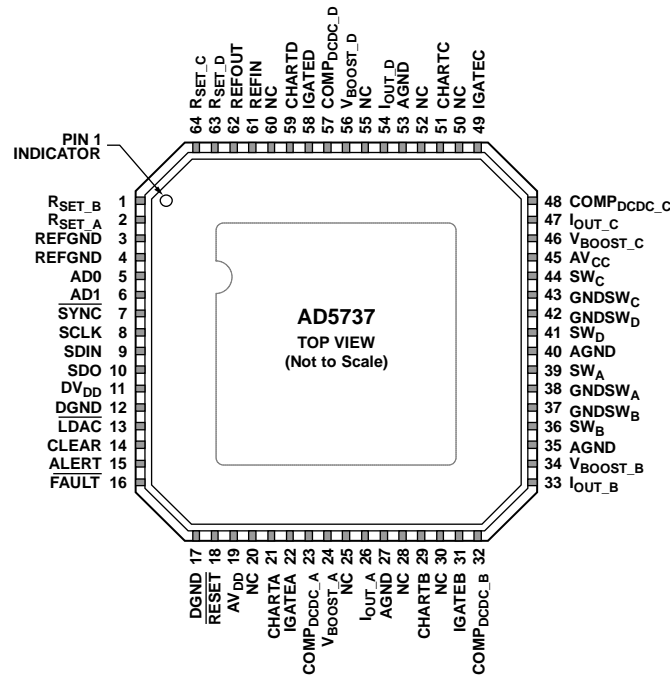 64 RSET_C
63 RSET_D
62 REFOUT
61 REFIN
60 NC
59 CHARTD
58 IGATED
57 COMPDCDC_D
56 VBOOST_D
55 NC
54 IOUT_D
53 AGND
52 NC
51 CHARTC
50 NC
49 IGATEC
PIN 1
INDICATOR
RSET_B 1
RSET_A 2
REFGND 3
REFGND 4
AD0 5
AD1 6
SYNC 7
SCLK 8
SDIN 9
SDO 10
DVDD 11
DGND 12
LDAC 13
CLEAR 14
ALERT 15
FAULT 16
AD5737
TOP VIEW
(Not to Scale)
48 COMPDCDC_C
47 IOUT_C
46 VBOOST_C
45 AVCC
44 SWC
43 GNDSWC
42 GNDSWD
41 SWD
40 AGND
39 SWA
38 GNDSWA
37 GNDSWB
36 SWB
35 AGND
34 VBOOST_B
33 IOUT_B
DGND 17
RESET 18
AVDD 19
NC 20
CHARTA 21
IGATEA 22
COMPDCDC_A 23
VBOOST_A 24
NC 25
IOUT_A 26
AGND 27
NC 28
CHARTB 29
NC 30
IGATEB 31
COMPDCDC_B 32